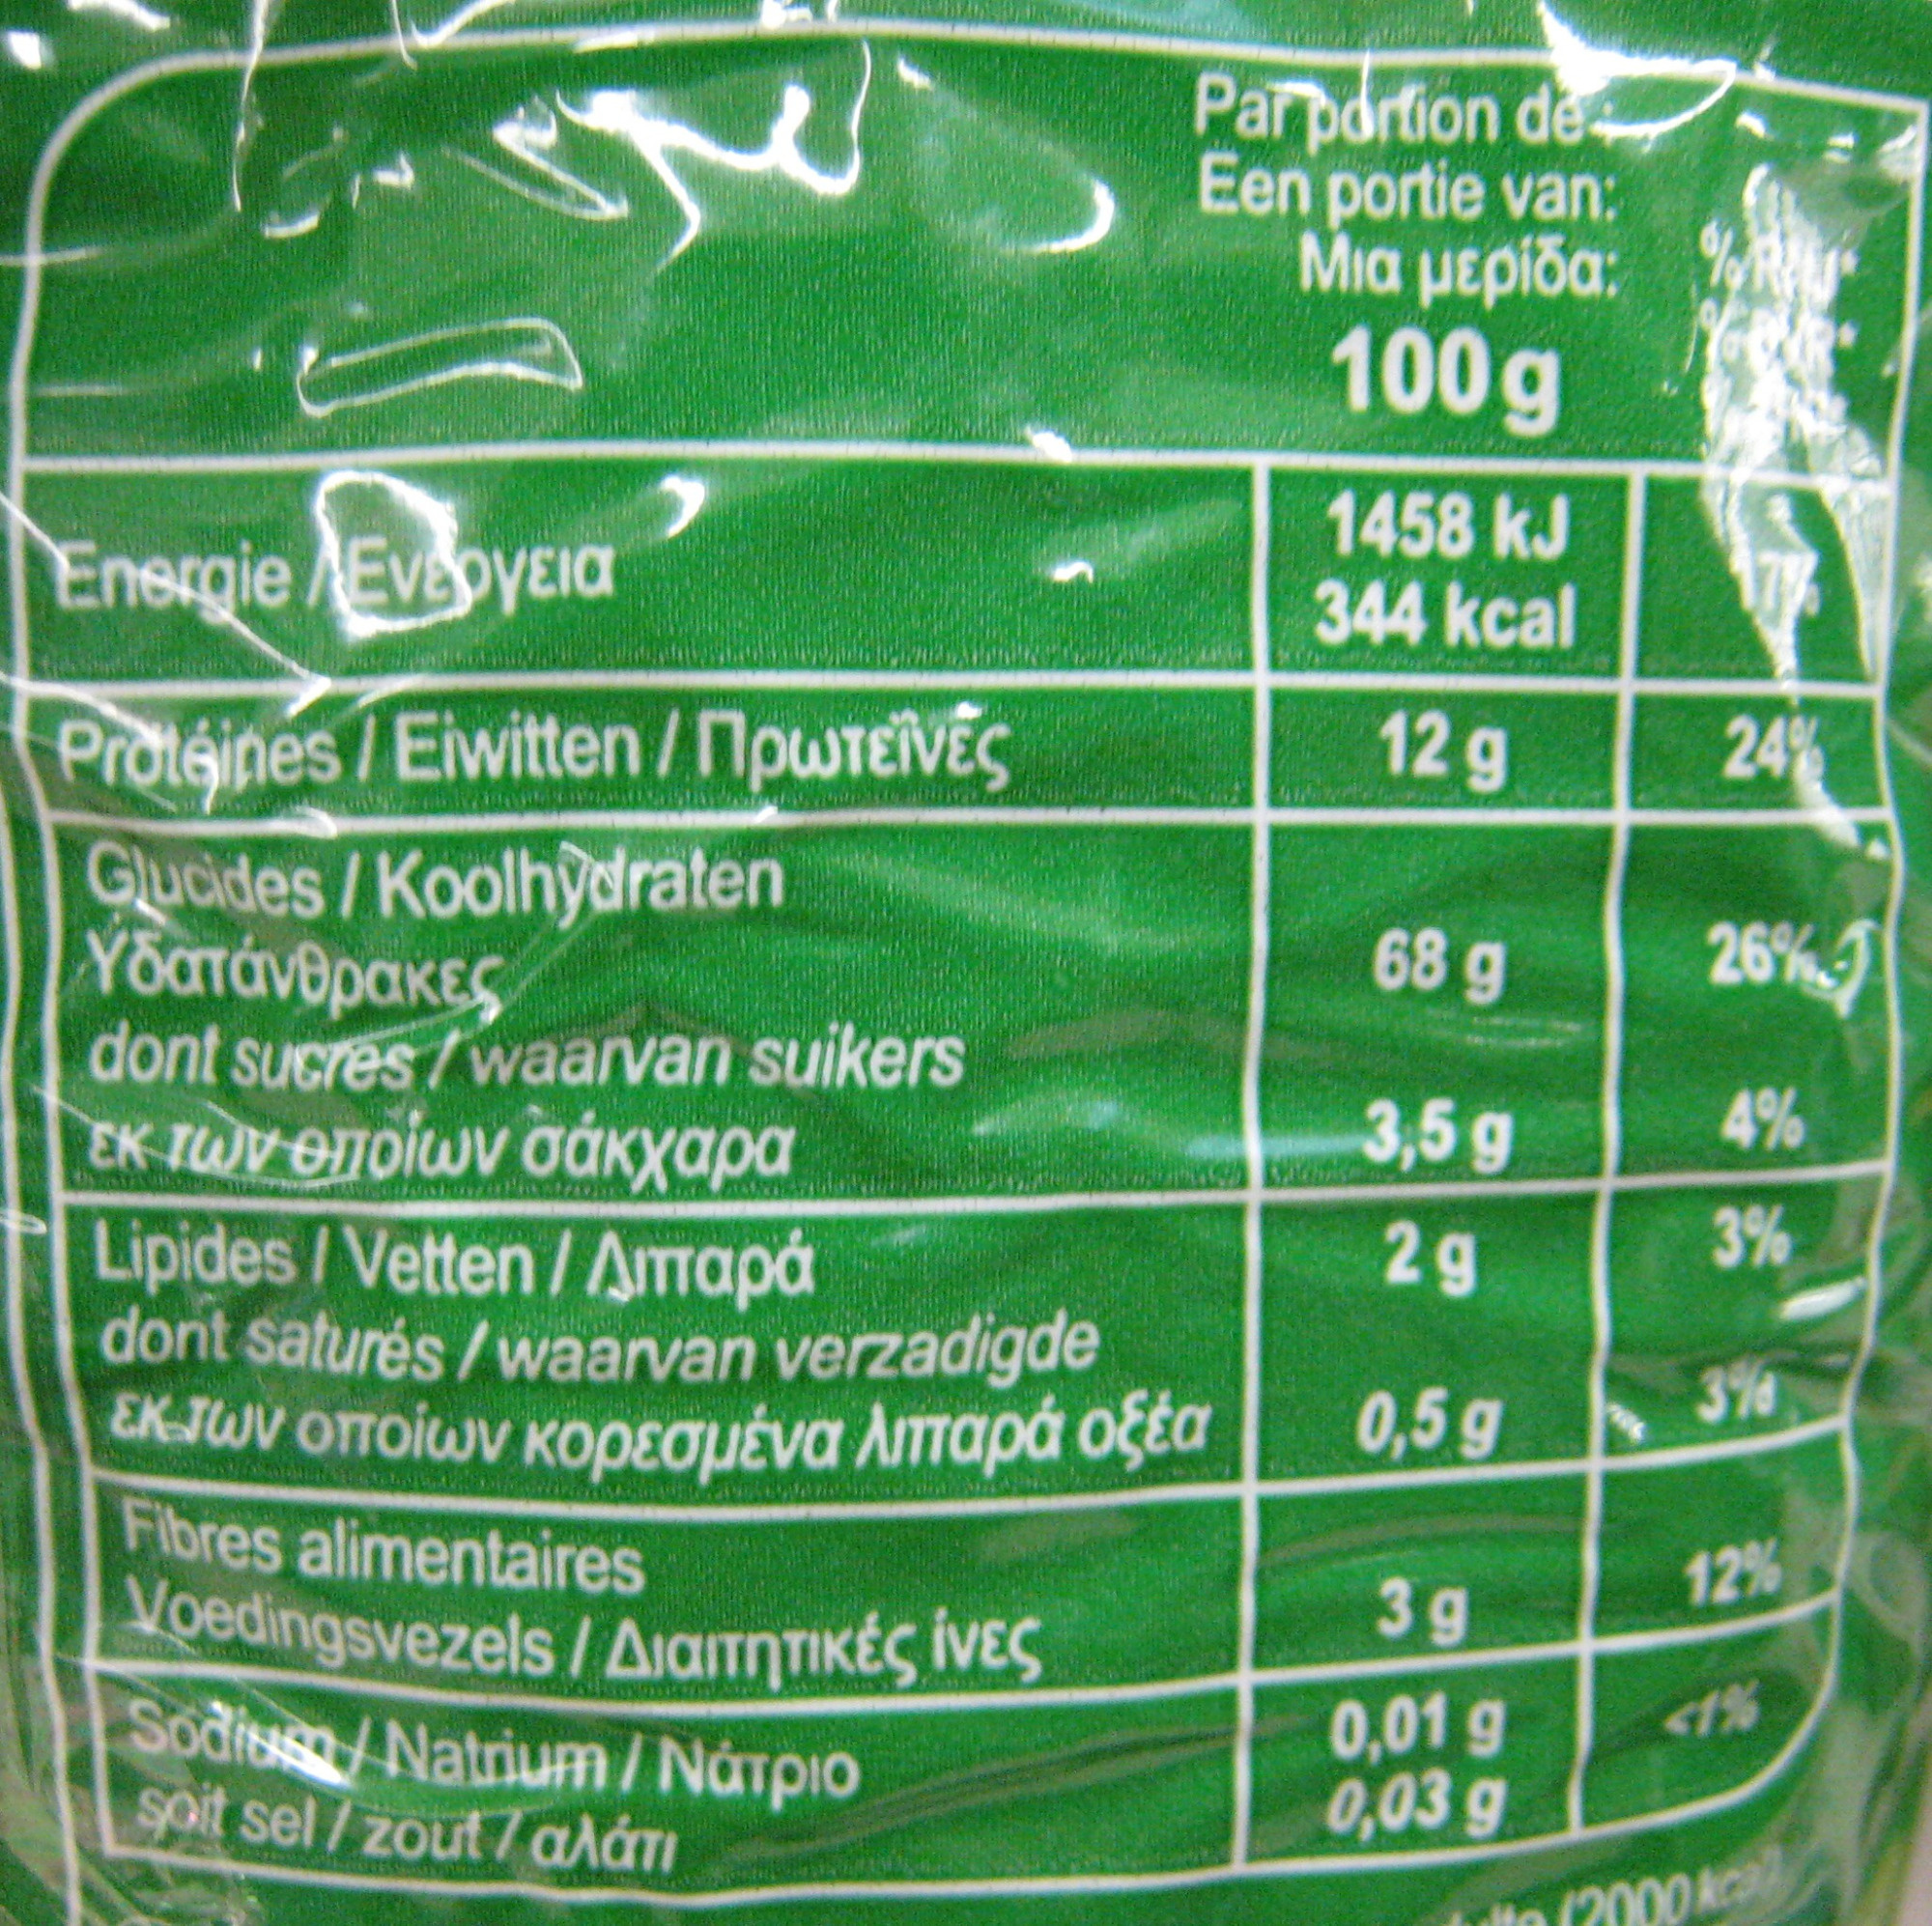 Par portion de :
Een portie van:
Μια μερίδα:
100 g
Energie / Ενέργεια
1458 kJ
344 kcal
17%
Protéines / Eiwitten / Πρωτεΐνες
12 g
24%
Glucides / Koolhydraten
Υδατάνθρακες
68 g
26%
dont sucres / waarvan suikers
εκ των οποίων σάκχαρα
3,5 g
4%
Lipides / Vetten / Λιπαρά
2 g
3%
dont saturés / waarvan verzadigde
εκ των οποίων κορεσμένα λιπαρά οξέα
0,5 g
3%
Fibres alimentaires
Voedingsvezels / Διαιτητικές ίνες
3 g
12%
Sodium / Natrium / Νάτριο
0,01 g
<1%
soit sel / zout / αλάτι
0,03 g
(2000 kcal)